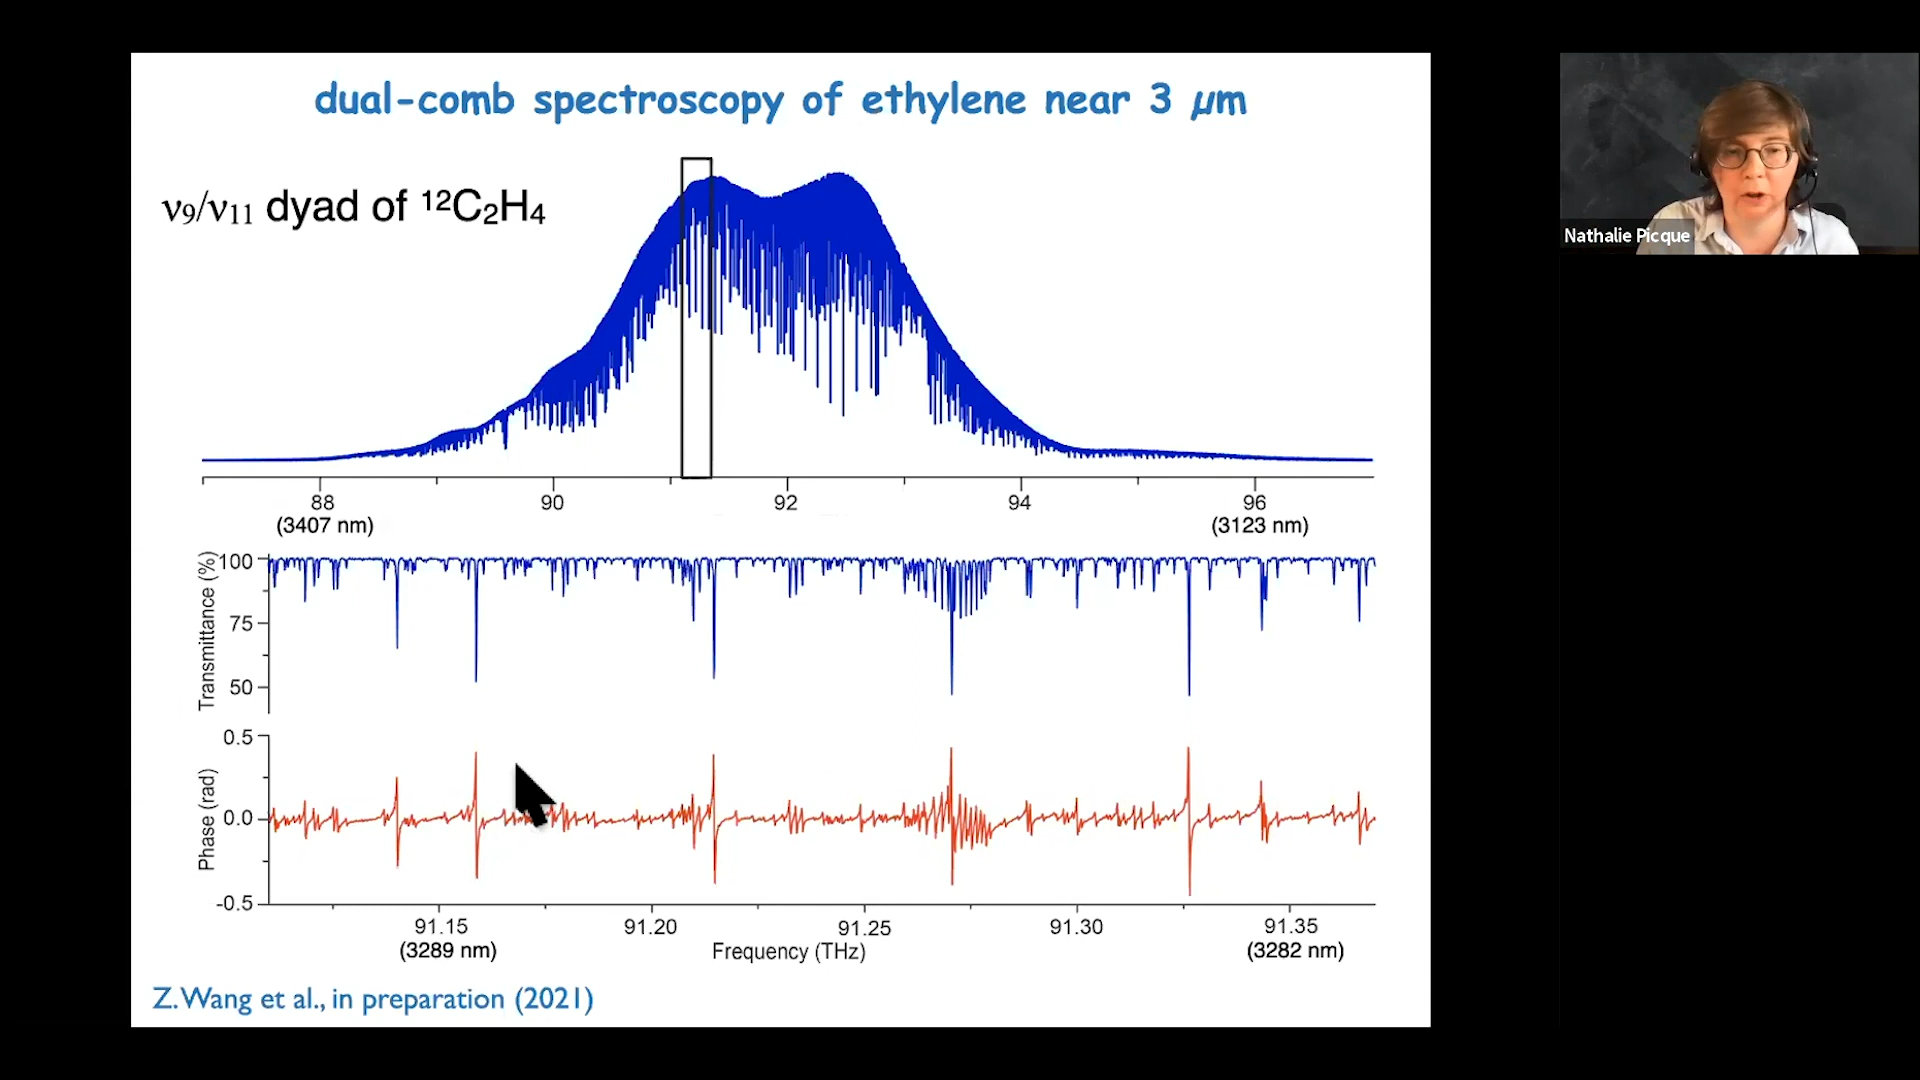 dual-comb spectroscopy of ethylene near 3 µm
ν₉/ν₁₁ dyad of ¹²C₂H₄
Nathalie Picque
88 90 92 94 96
(3407 nm) (3123 nm)
Transmittance (%)
100
75
50
Phase (rad)
0.5
0.0
-0.5
91.15 91.20 91.25 91.30 91.35
(3289 nm) Frequency (THz) (3282 nm)
Z. Wang et al., in preparation (2021)